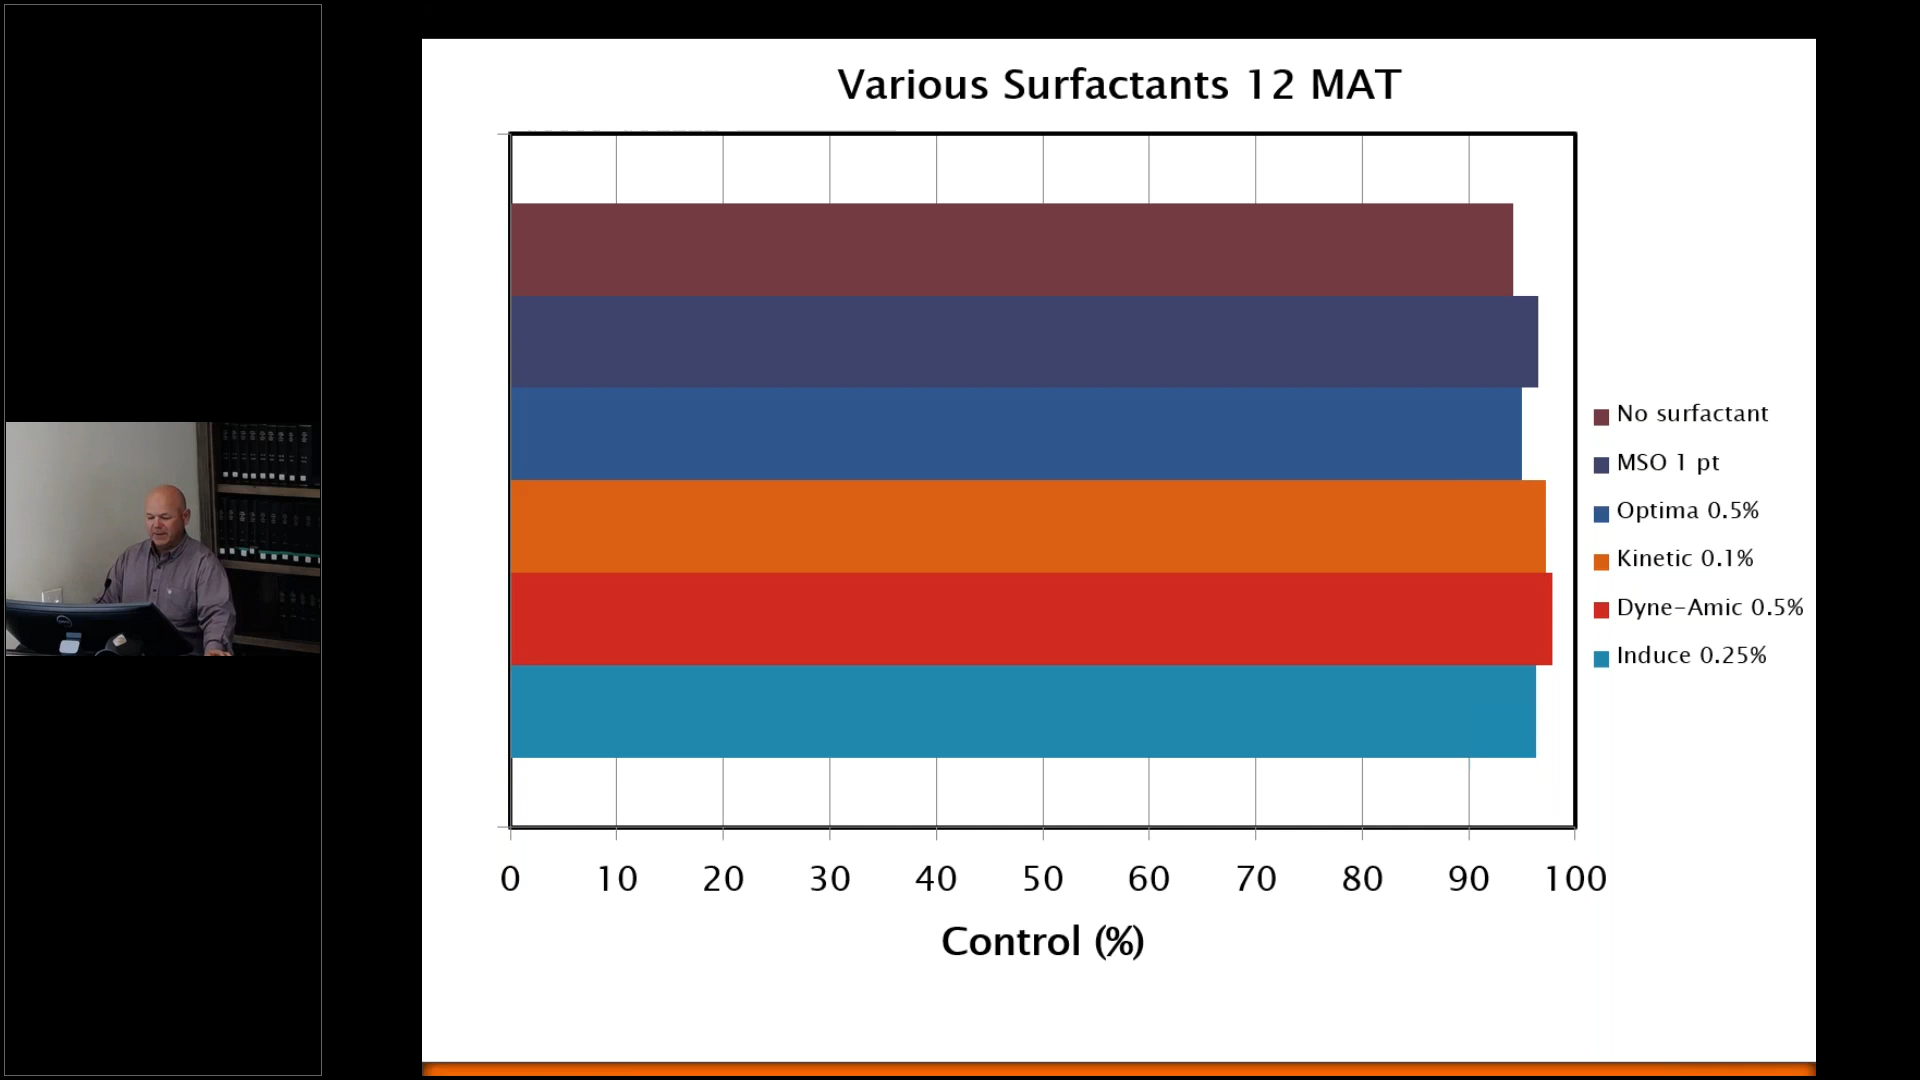 Various Surfactants 12 MAT
No surfactant
MSO 1 pt
Optima 0.5%
Kinetic 0.1%
Dyne-Amic 0.5%
Induce 0.25%
0 10 20 30 40 50 60 70 80 90 100
Control (%)